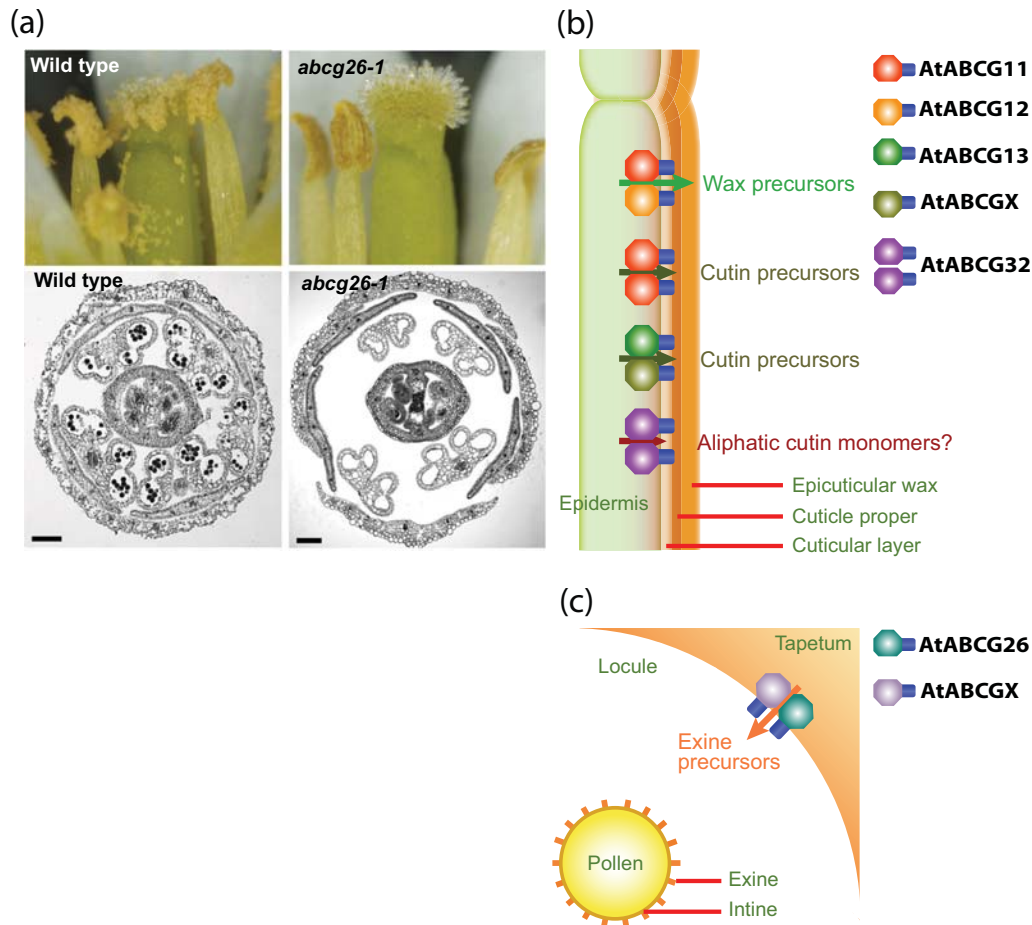 (a)
Wild type
abcg26-1
Wild type
abcg26-1
(b)
Wax precursors
Cutin precursors
Cutin precursors
Aliphatic cutin monomers?
Epidermis
Epicuticular wax
Cuticle proper
Cuticular layer
AtABCG11
AtABCG12
AtABCG13
AtABCGX
AtABCG32
(c)
Tapetum
Locule
Exine
precursors
Pollen
Exine
Intine
AtABCG26
AtABCGX